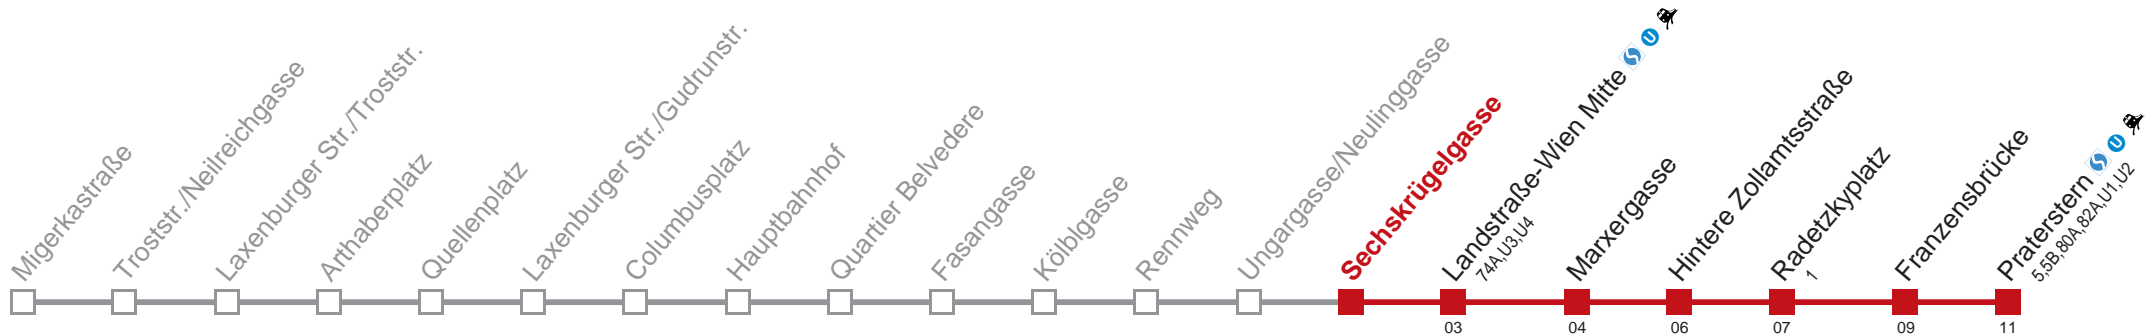 Migerkastraße
Troststr./Neilreichgasse
Laxenburger Str./Troststr.
Arthaberplatz
Quellenplatz
Laxenburger Str./Gudrunstr.
Columbusplatz
Hauptbahnhof
Quartier Belvedere
Fasangasse
Kölblgasse
Rennweg
Ungargasse/Neulinggasse
Sechskrügelgasse
Landstraße-Wien Mitte U
74A,U3,U4
Marxergasse
Hintere Zollamtsstraße
Radetzkyplatz
1
Franzensbrücke
Praterstern U
5,5B,80A,82A,U1,U2
03 04 06 07 09 11